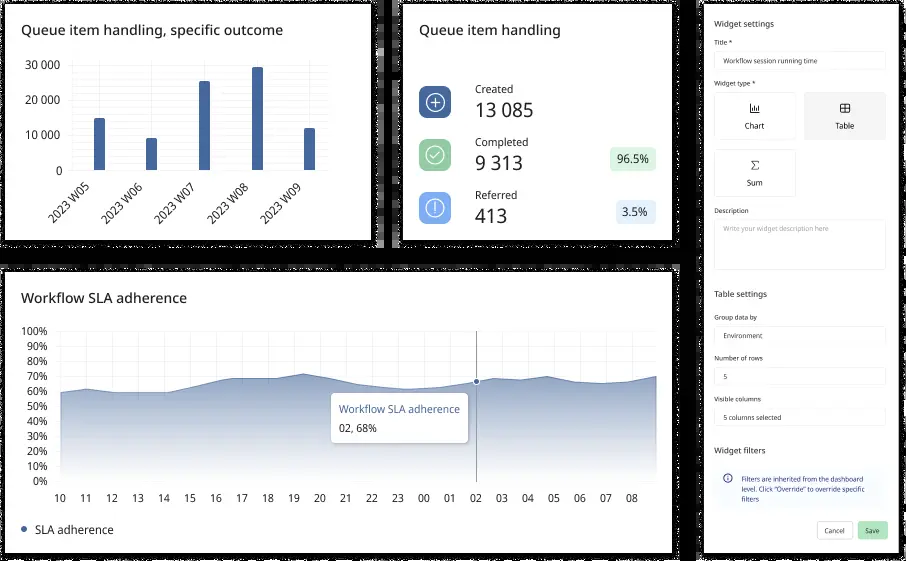 Queue item handling, specific outcome
30 000
20 000
10 000
0
2023 W05
2023 W06
2023 W07
2023 W08
2023 W09
Queue item handling
Created
13 085
Completed
9 313
96.5%
Referred
413
3.5%
Workflow SLA adherence
100%
90%
80%
70%
60%
50%
40%
30%
20%
10%
0%
Workflow SLA adherence
02, 68%
10 11 12 13 14 15 16 17 18 19 20 21 22 23 00 01 02 03 04 05 06 07 08
SLA adherence
Widget settings
Title *
Workflow session running time
Widget type *
Chart
Table
Sum
Description
Write your widget description here
Table settings
Group data by
Environment
Number of rows
5
Visible columns
5 columns selected
Widget filters
Filters are inherited from the dashboard
level. Click "Override" to override specific
filters
Cancel
Save